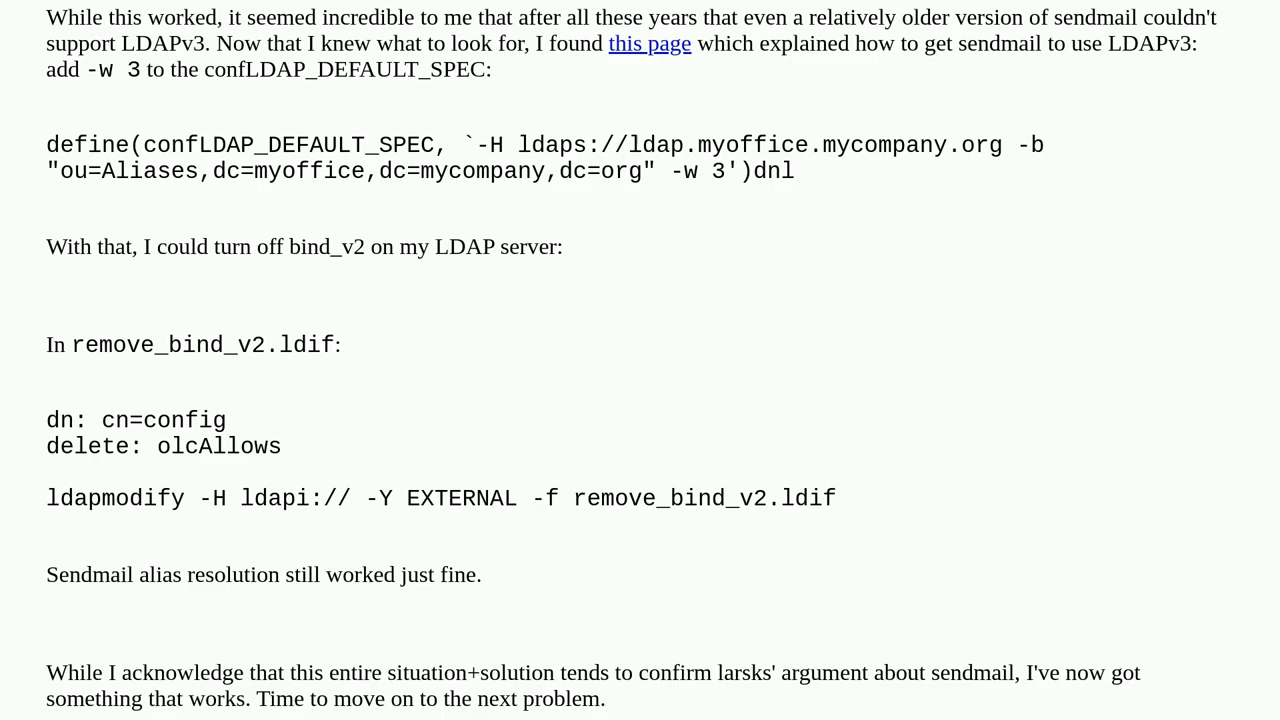 While this worked, it seemed incredible to me that after all these years that even a relatively older version of sendmail couldn't
support LDAPv3. Now that I knew what to look for, I found this page which explained how to get sendmail to use LDAPv3:
add -w 3 to the confLDAP_DEFAULT_SPEC:
define(confLDAP_DEFAULT_SPEC, `-H ldaps://ldap.myoffice.mycompany.org -b
"ou=Aliases,dc=myoffice,dc=mycompany,dc=org" -w 3')dnl
With that, I could turn off bind_v2 on my LDAP server:
In remove_bind_v2.ldif:
dn: cn=config
delete: olcAllows
ldapmodify -H ldapi:// -Y EXTERNAL -f remove_bind_v2.ldif
Sendmail alias resolution still worked just fine.
While I acknowledge that this entire situation+solution tends to confirm larsks' argument about sendmail, I've now got
something that works. Time to move on to the next problem.